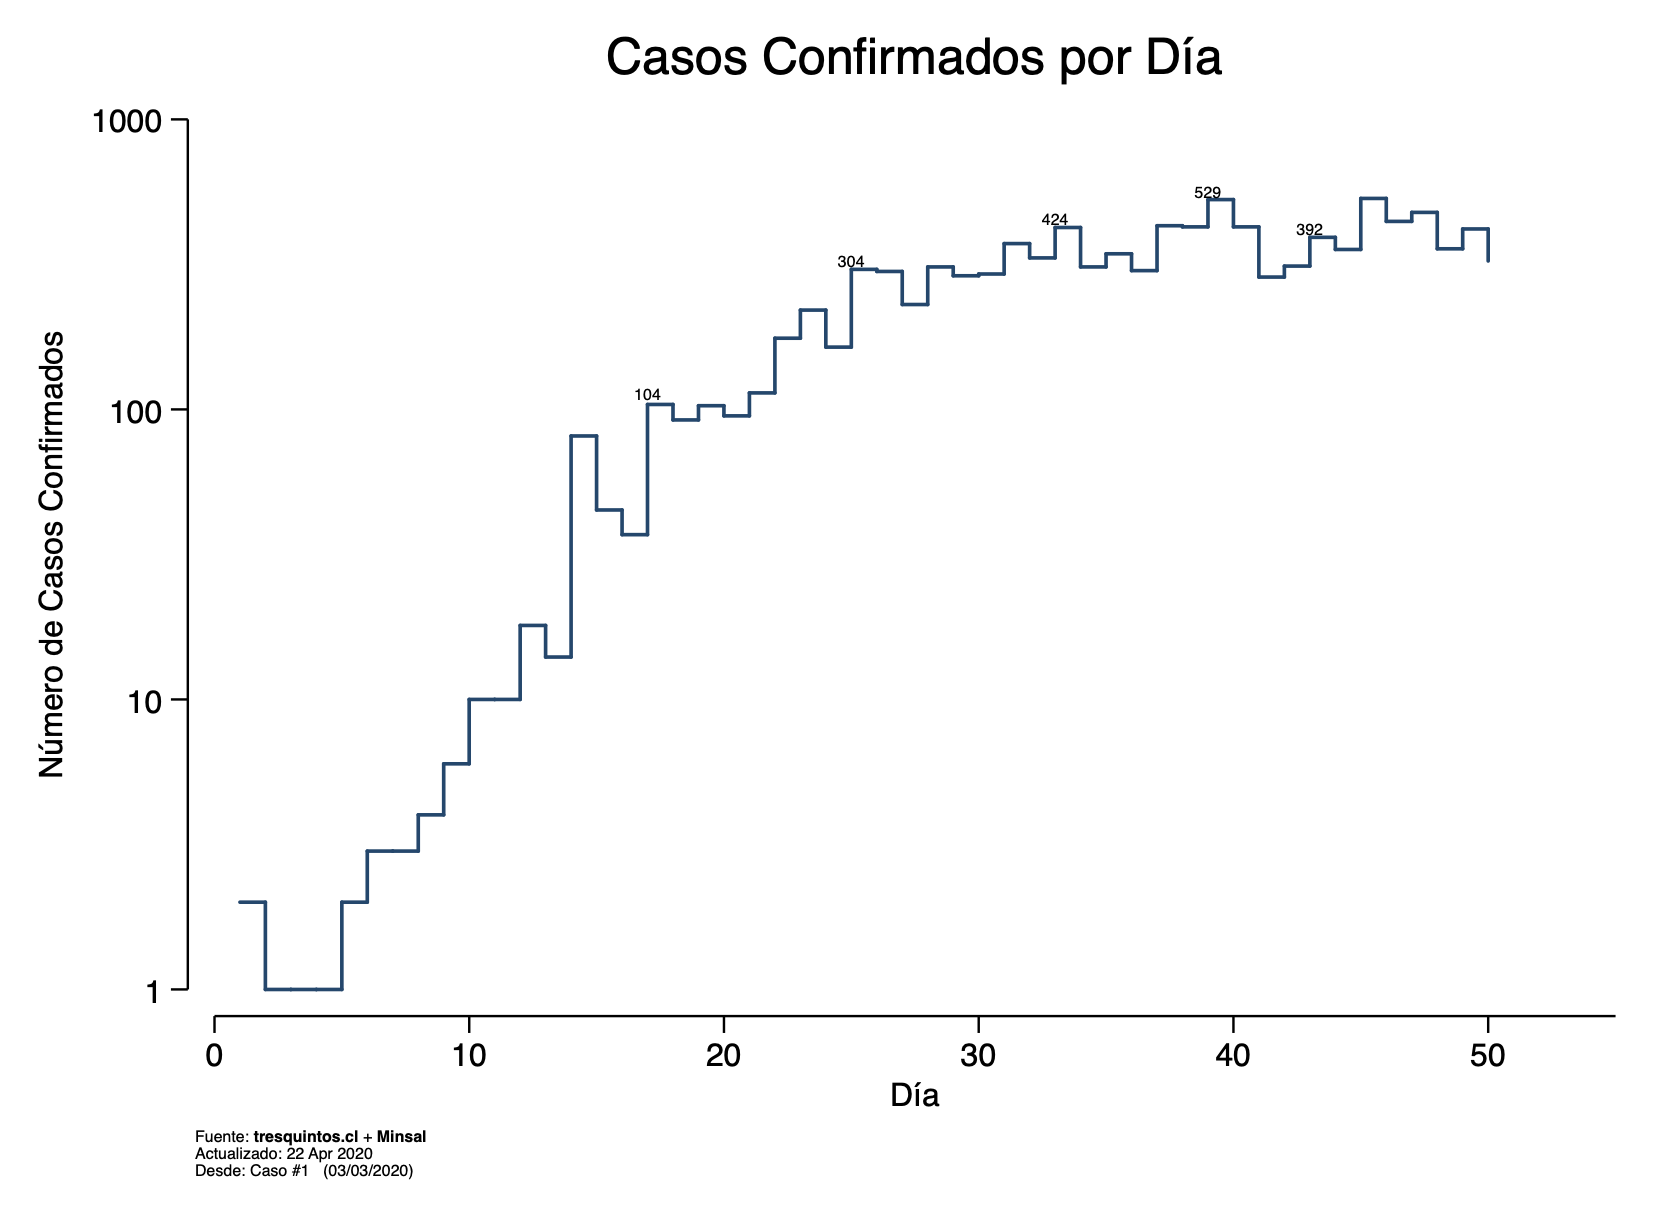 Casos Confirmados por Día
1000
100
10
1
Número de Casos Confirmados
104
304
424
529
392
0 10 20 30 40 50
Día
Fuente: tresquintos.cl + Minsal
Actualizado: 22 Apr 2020
Desde: Caso #1 (03/03/2020)